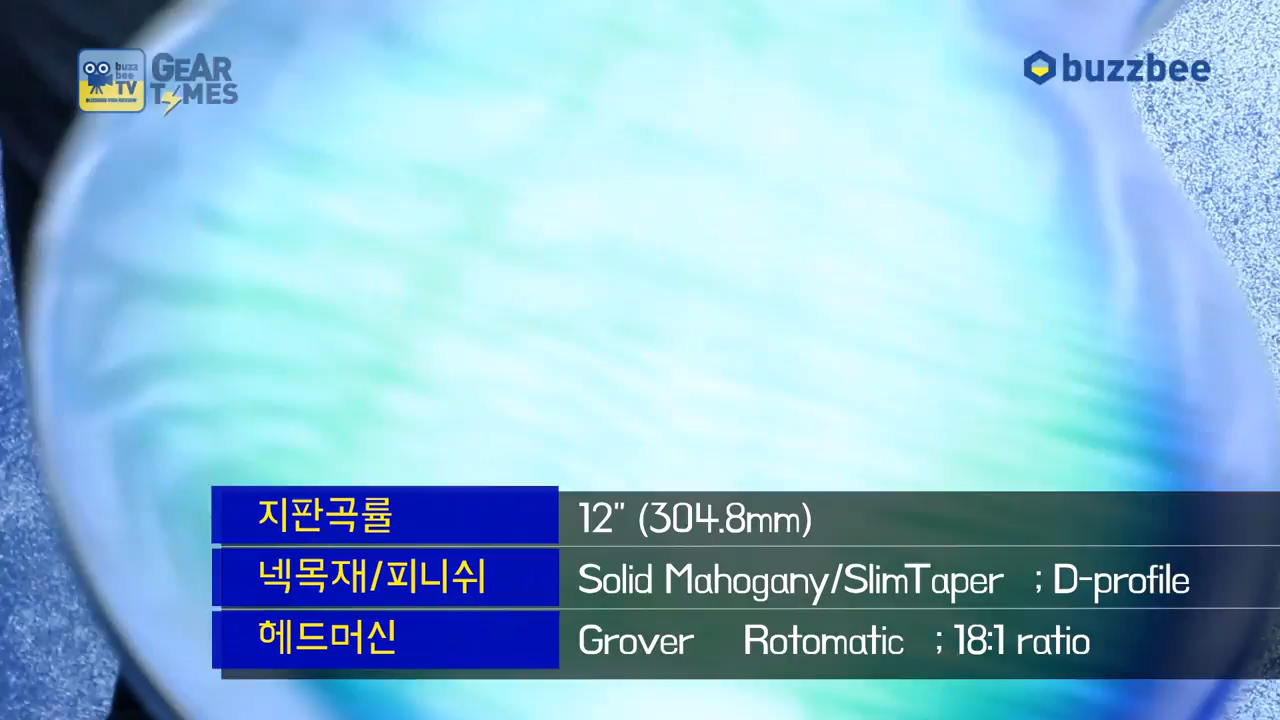 buzz
bee
TV
GEAR
TIMES
buzzbee
지판곡률 12" (304.8mm)
넥목재/피니쉬 Solid Mahogany/SlimTaper ; D-profile
헤드머신 Grover Rotomatic ; 18:1 ratio